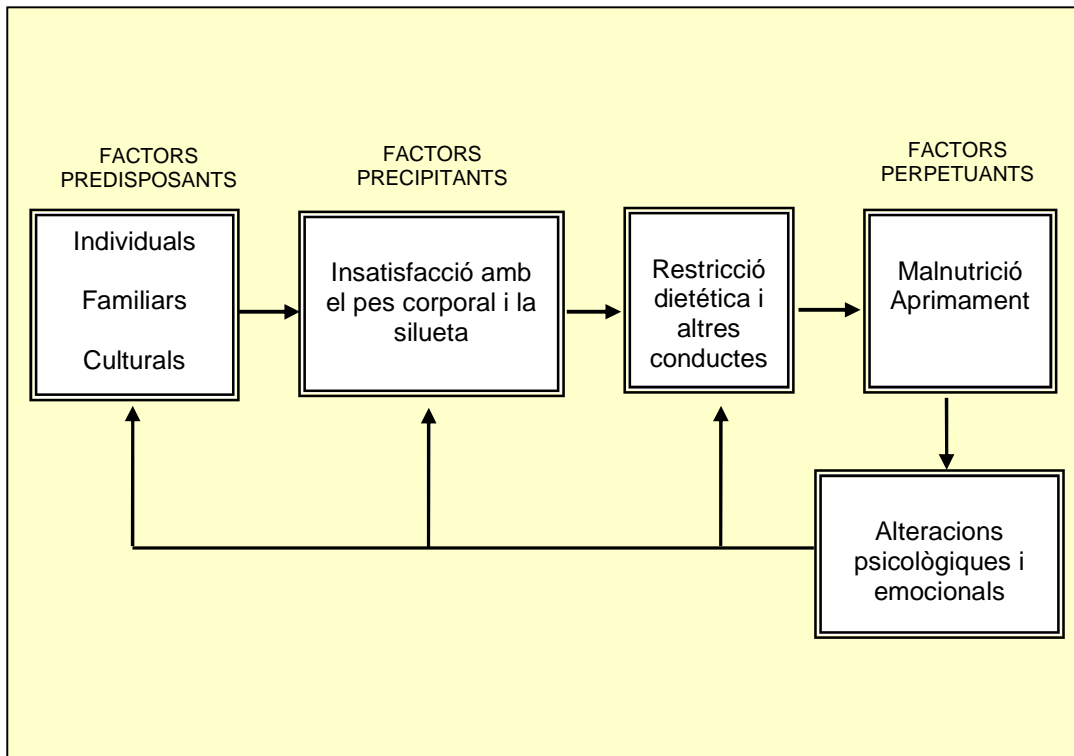 FACTORS
PREDISPOSANTS
Individuals
Familiars
Culturals
FACTORS
PRECIPITANTS
Insatisfacció amb
el pes corporal i la
silueta
Restricció
dietética i
altres
conductes
FACTORS
PERPETUANTS
Malnutrició
Aprimament
Alteracions
psicològiques i
emocionals